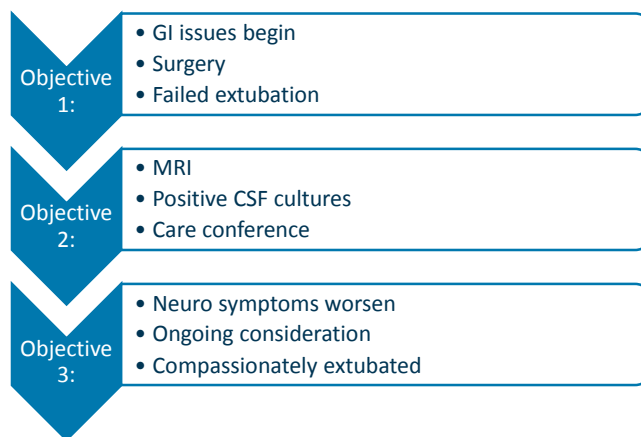 Objective
1:
• GI issues begin
• Surgery
• Failed extubation
Objective
2:
• MRI
• Positive CSF cultures
• Care conference
Objective
3:
• Neuro symptoms worsen
• Ongoing consideration
• Compassionately extubated